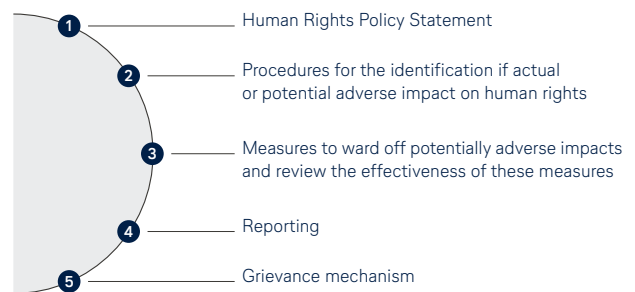 1 Human Rights Policy Statement
2 Procedures for the identification if actual
or potential adverse impact on human rights
3 Measures to ward off potentially adverse impacts
and review the effectiveness of these measures
4 Reporting
5 Grievance mechanism